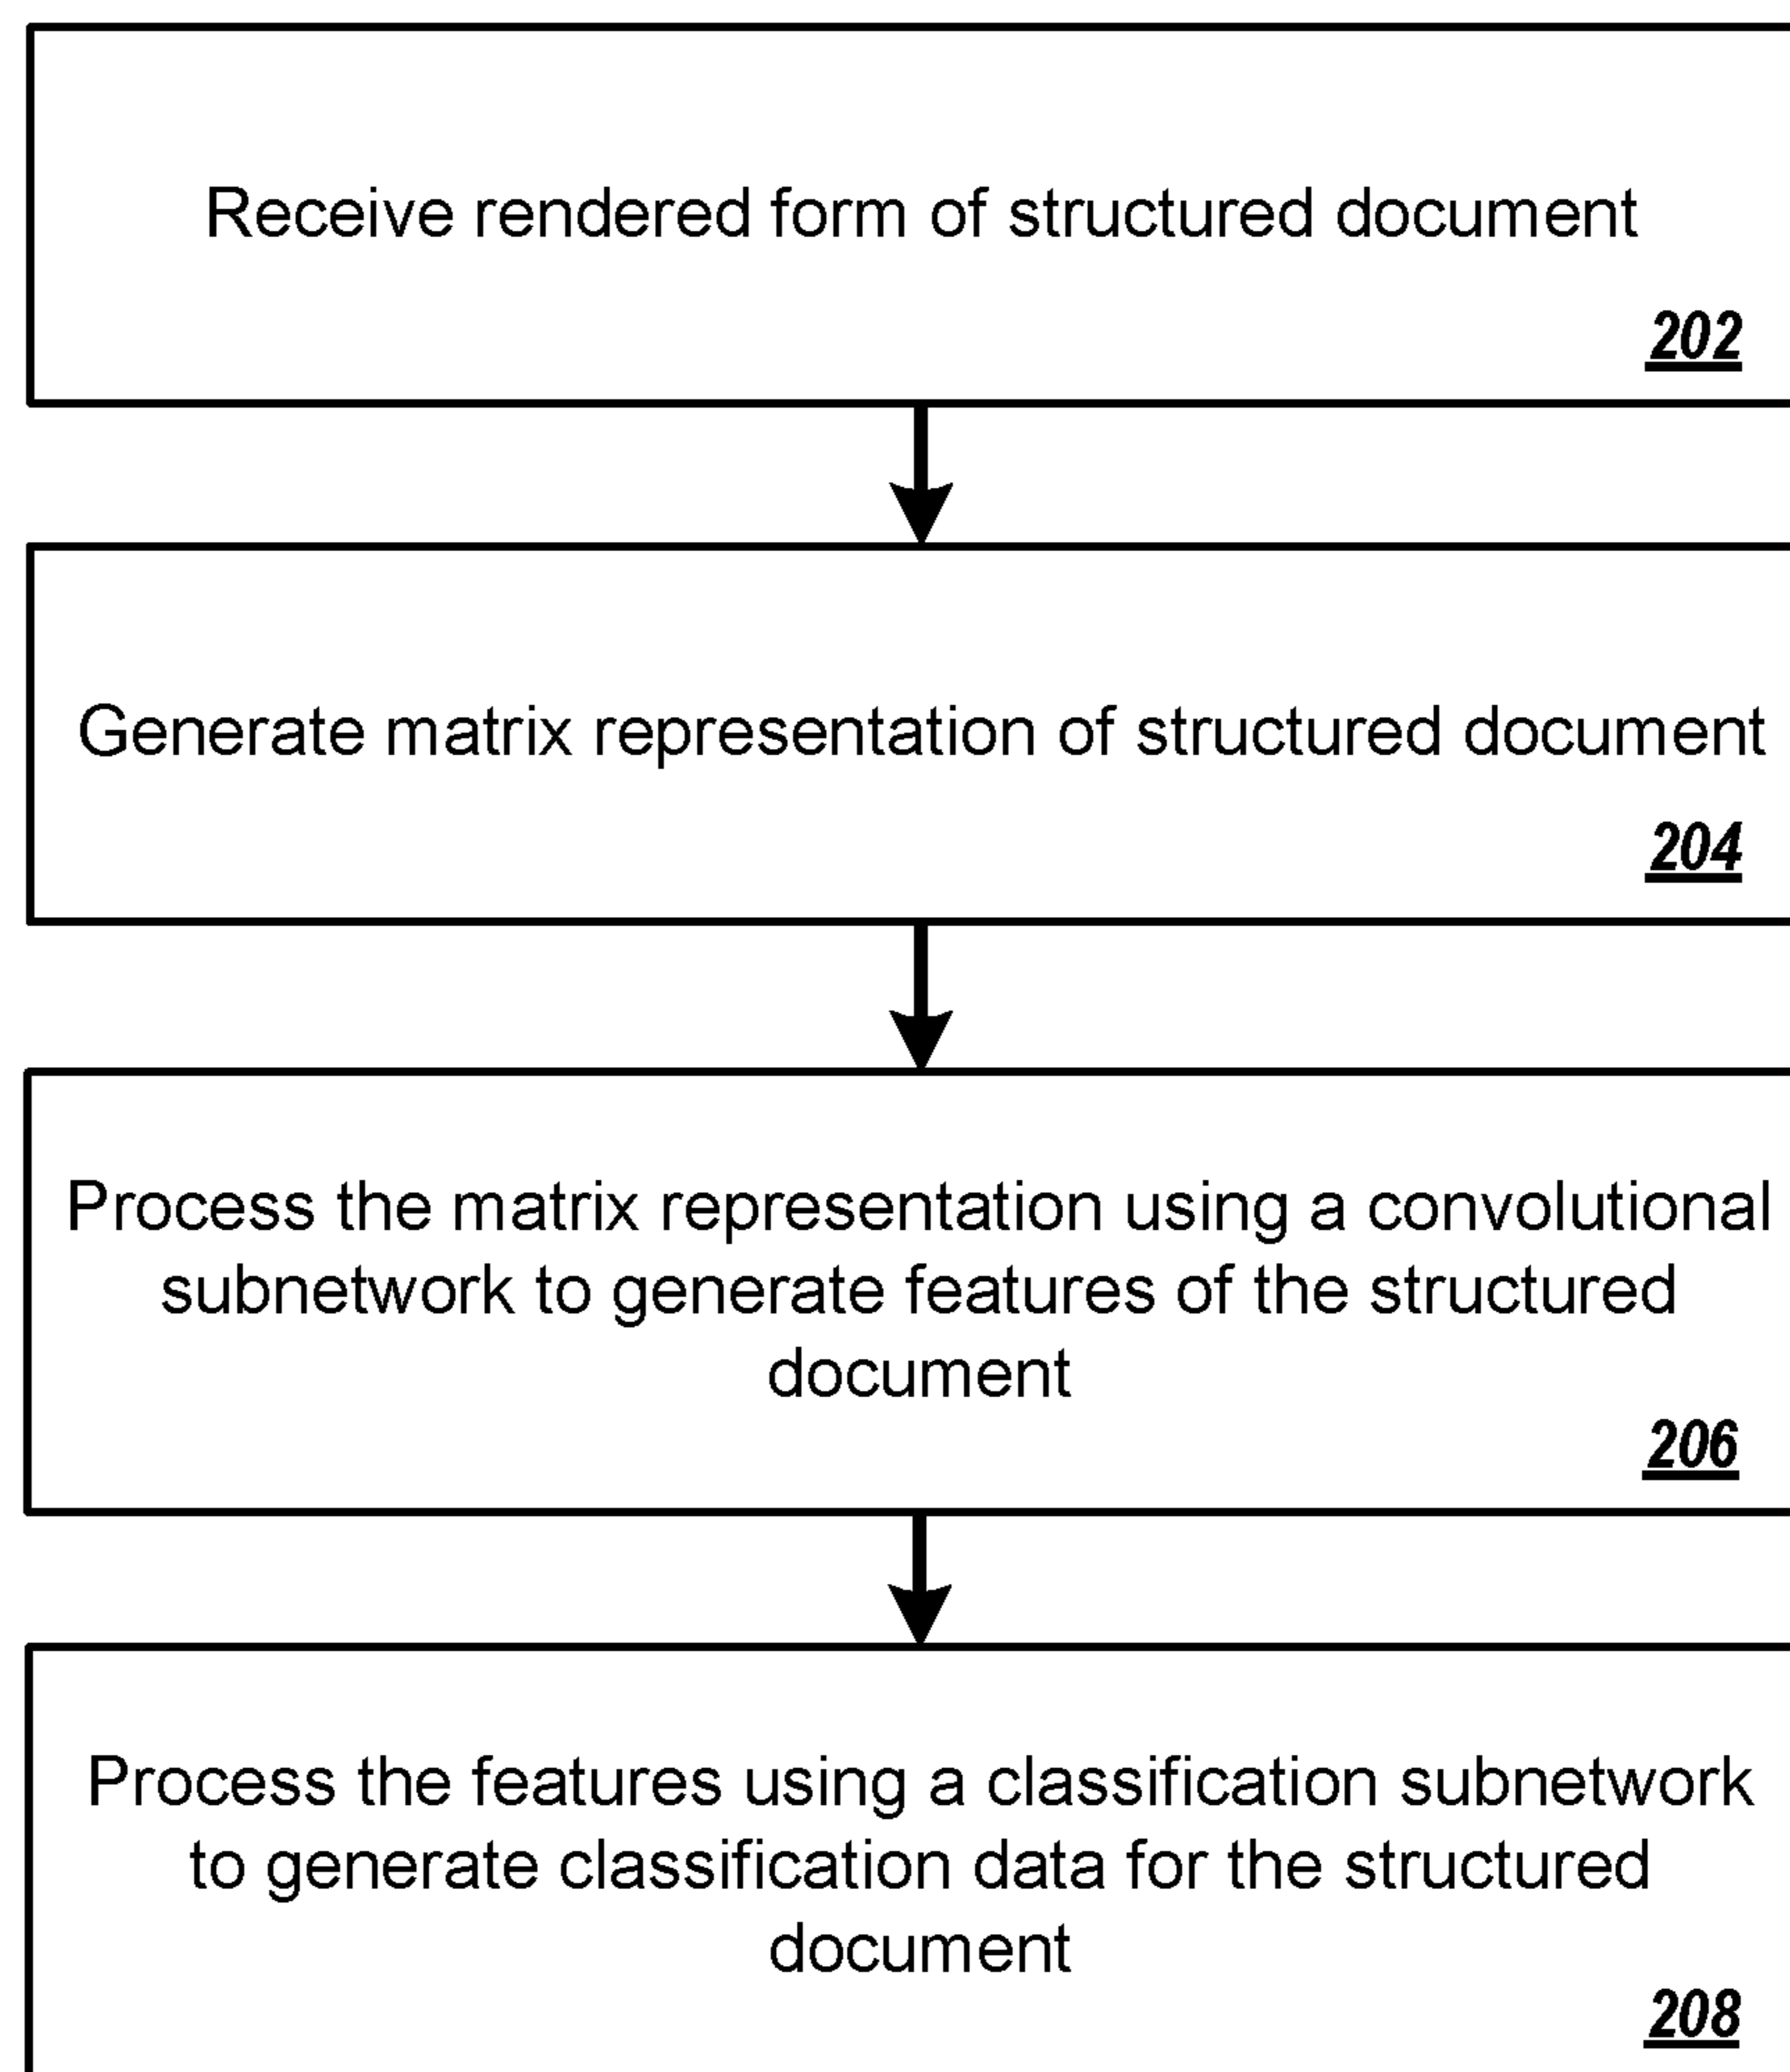 Receive rendered form of structured document
202
Generate matrix representation of structured document
204
Process the matrix representation using a convolutional
subnetwork to generate features of the structured
document
206
Process the features using a classification subnetwork
to generate classification data for the structured
document
208